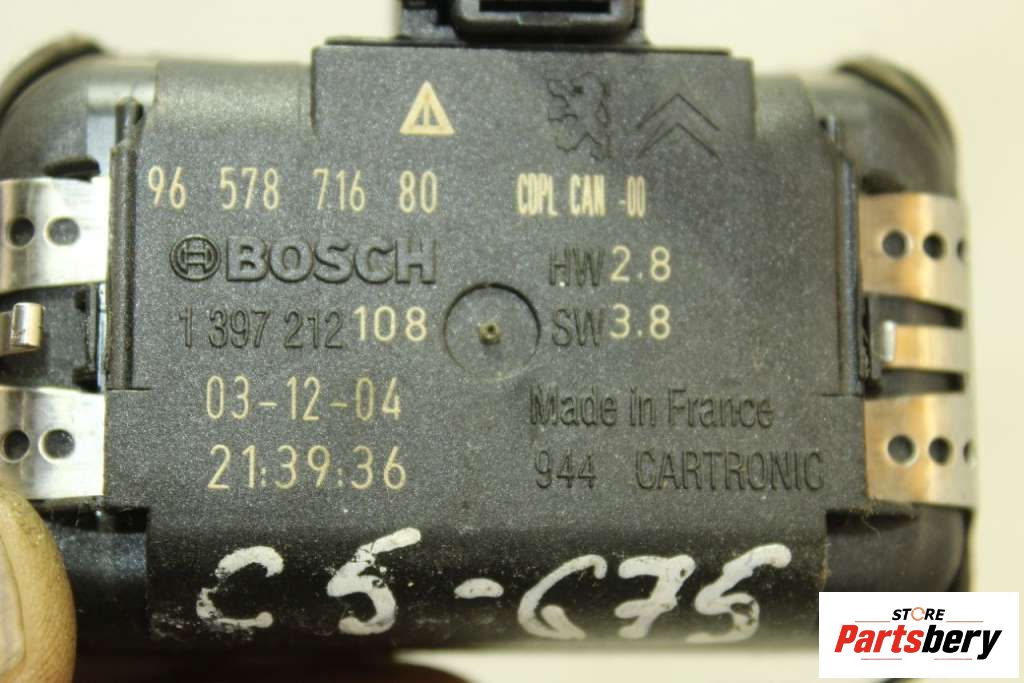 96 578 716 80 CDPL CAN -00
BOSCH HW 2.8
1 397 212 108 SW 3.8
03-12-04 Made in France
21:39:36 944 CARTRONIC
C5-675
STORE
Partsbery